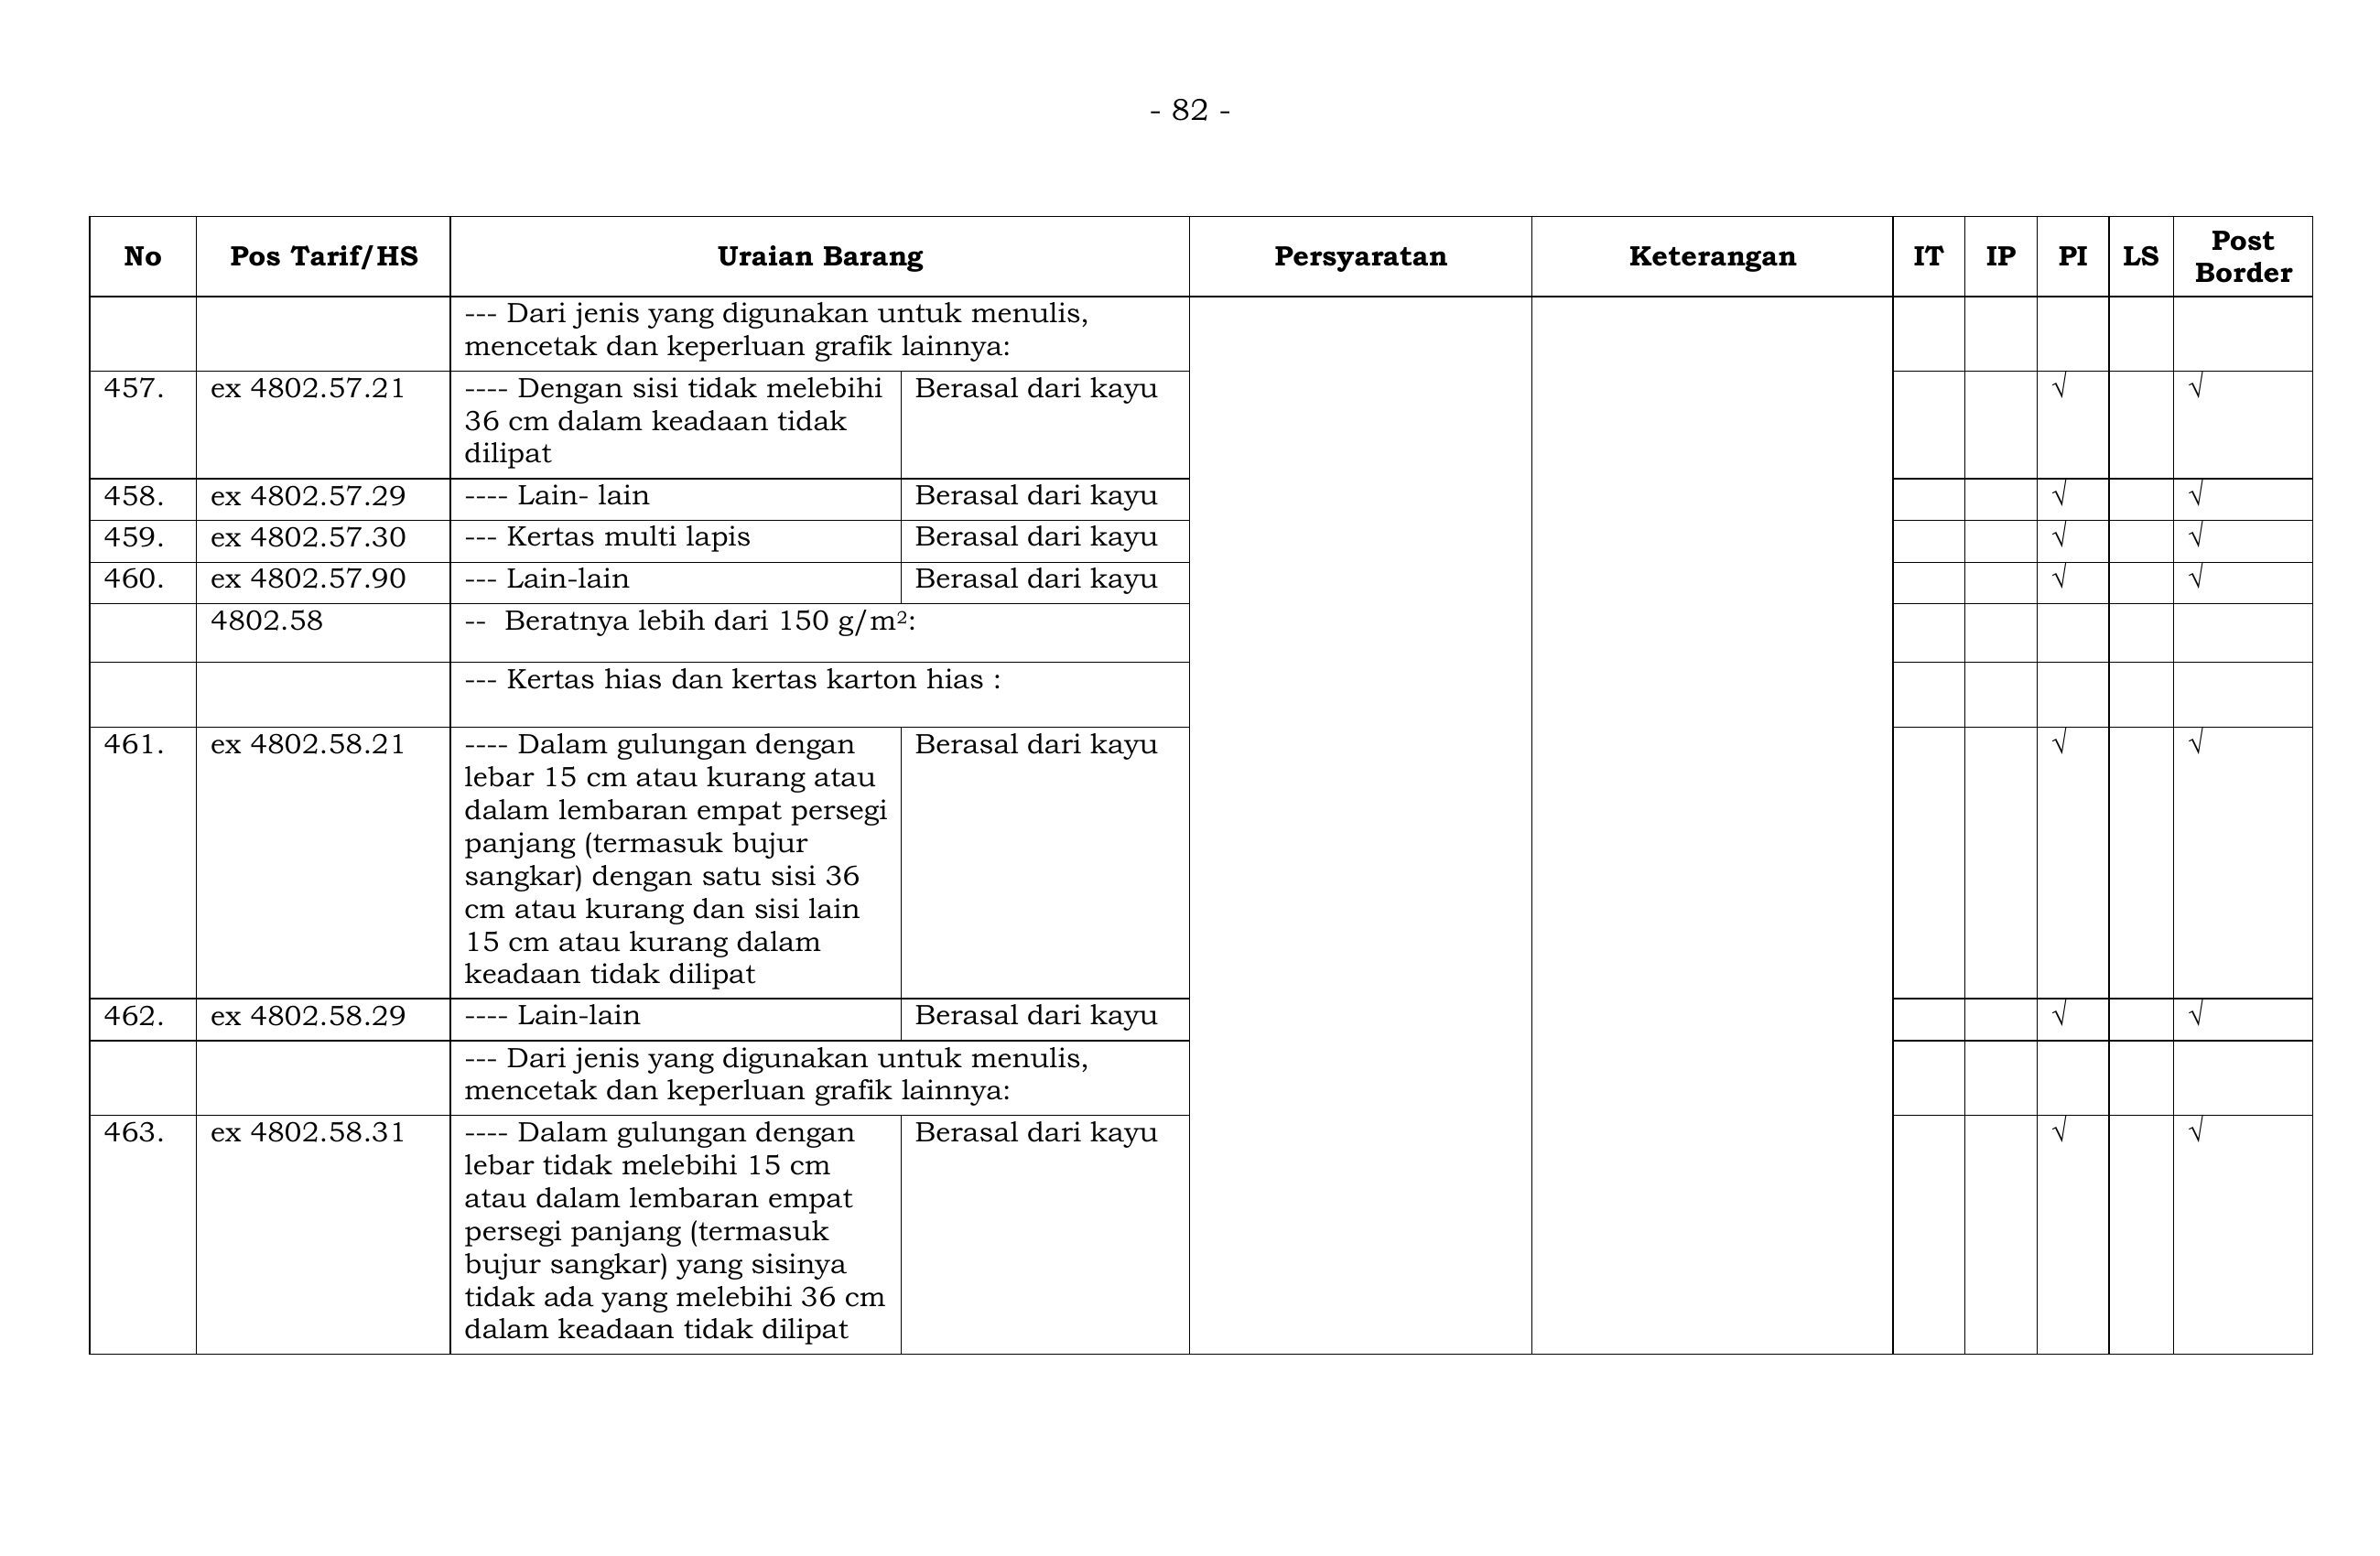 - 82 -
No Pos Tarif/HS Uraian Barang Persyaratan Keterangan IT IP PI LS Post Border
--- Dari jenis yang digunakan untuk menulis,
mencetak dan keperluan grafik lainnya:
457. ex 4802.57.21 ---- Dengan sisi tidak melebihi Berasal dari kayu √ √
36 cm dalam keadaan tidak
dilipat
458. ex 4802.57.29 ---- Lain- lain Berasal dari kayu √ √
459. ex 4802.57.30 --- Kertas multi lapis Berasal dari kayu √ √
460. ex 4802.57.90 --- Lain-lain Berasal dari kayu √ √
4802.58 -- Beratnya lebih dari 150 g/m²:
--- Kertas hias dan kertas karton hias :
461. ex 4802.58.21 ---- Dalam gulungan dengan Berasal dari kayu √ √
lebar 15 cm atau kurang atau
dalam lembaran empat persegi
panjang (termasuk bujur
sangkar) dengan satu sisi 36
cm atau kurang dan sisi lain
15 cm atau kurang dalam
keadaan tidak dilipat
462. ex 4802.58.29 ---- Lain-lain Berasal dari kayu √ √
--- Dari jenis yang digunakan untuk menulis,
mencetak dan keperluan grafik lainnya:
463. ex 4802.58.31 ---- Dalam gulungan dengan Berasal dari kayu √ √
lebar tidak melebihi 15 cm
atau dalam lembaran empat
persegi panjang (termasuk
bujur sangkar) yang sisinya
tidak ada yang melebihi 36 cm
dalam keadaan tidak dilipat